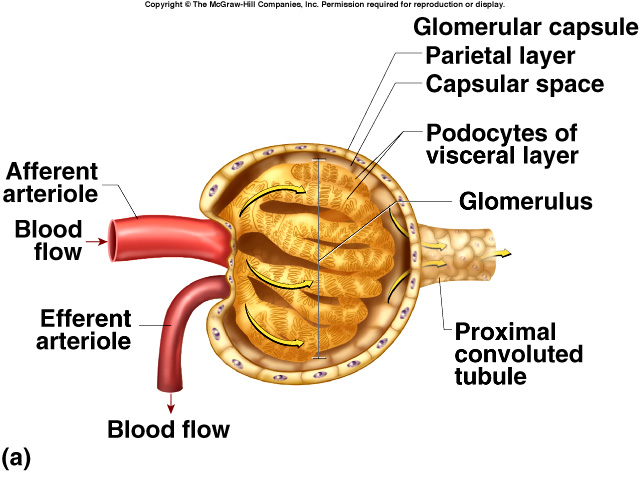 Copyright © The McGraw-Hill Companies, Inc. Permission required for reproduction or display.
Glomerular capsule
Parietal layer
Capsular space
Podocytes of
visceral layer
Glomerulus
Afferent
arteriole
Blood
flow
Efferent
arteriole
Blood flow
Proximal
convoluted
tubule
(a)